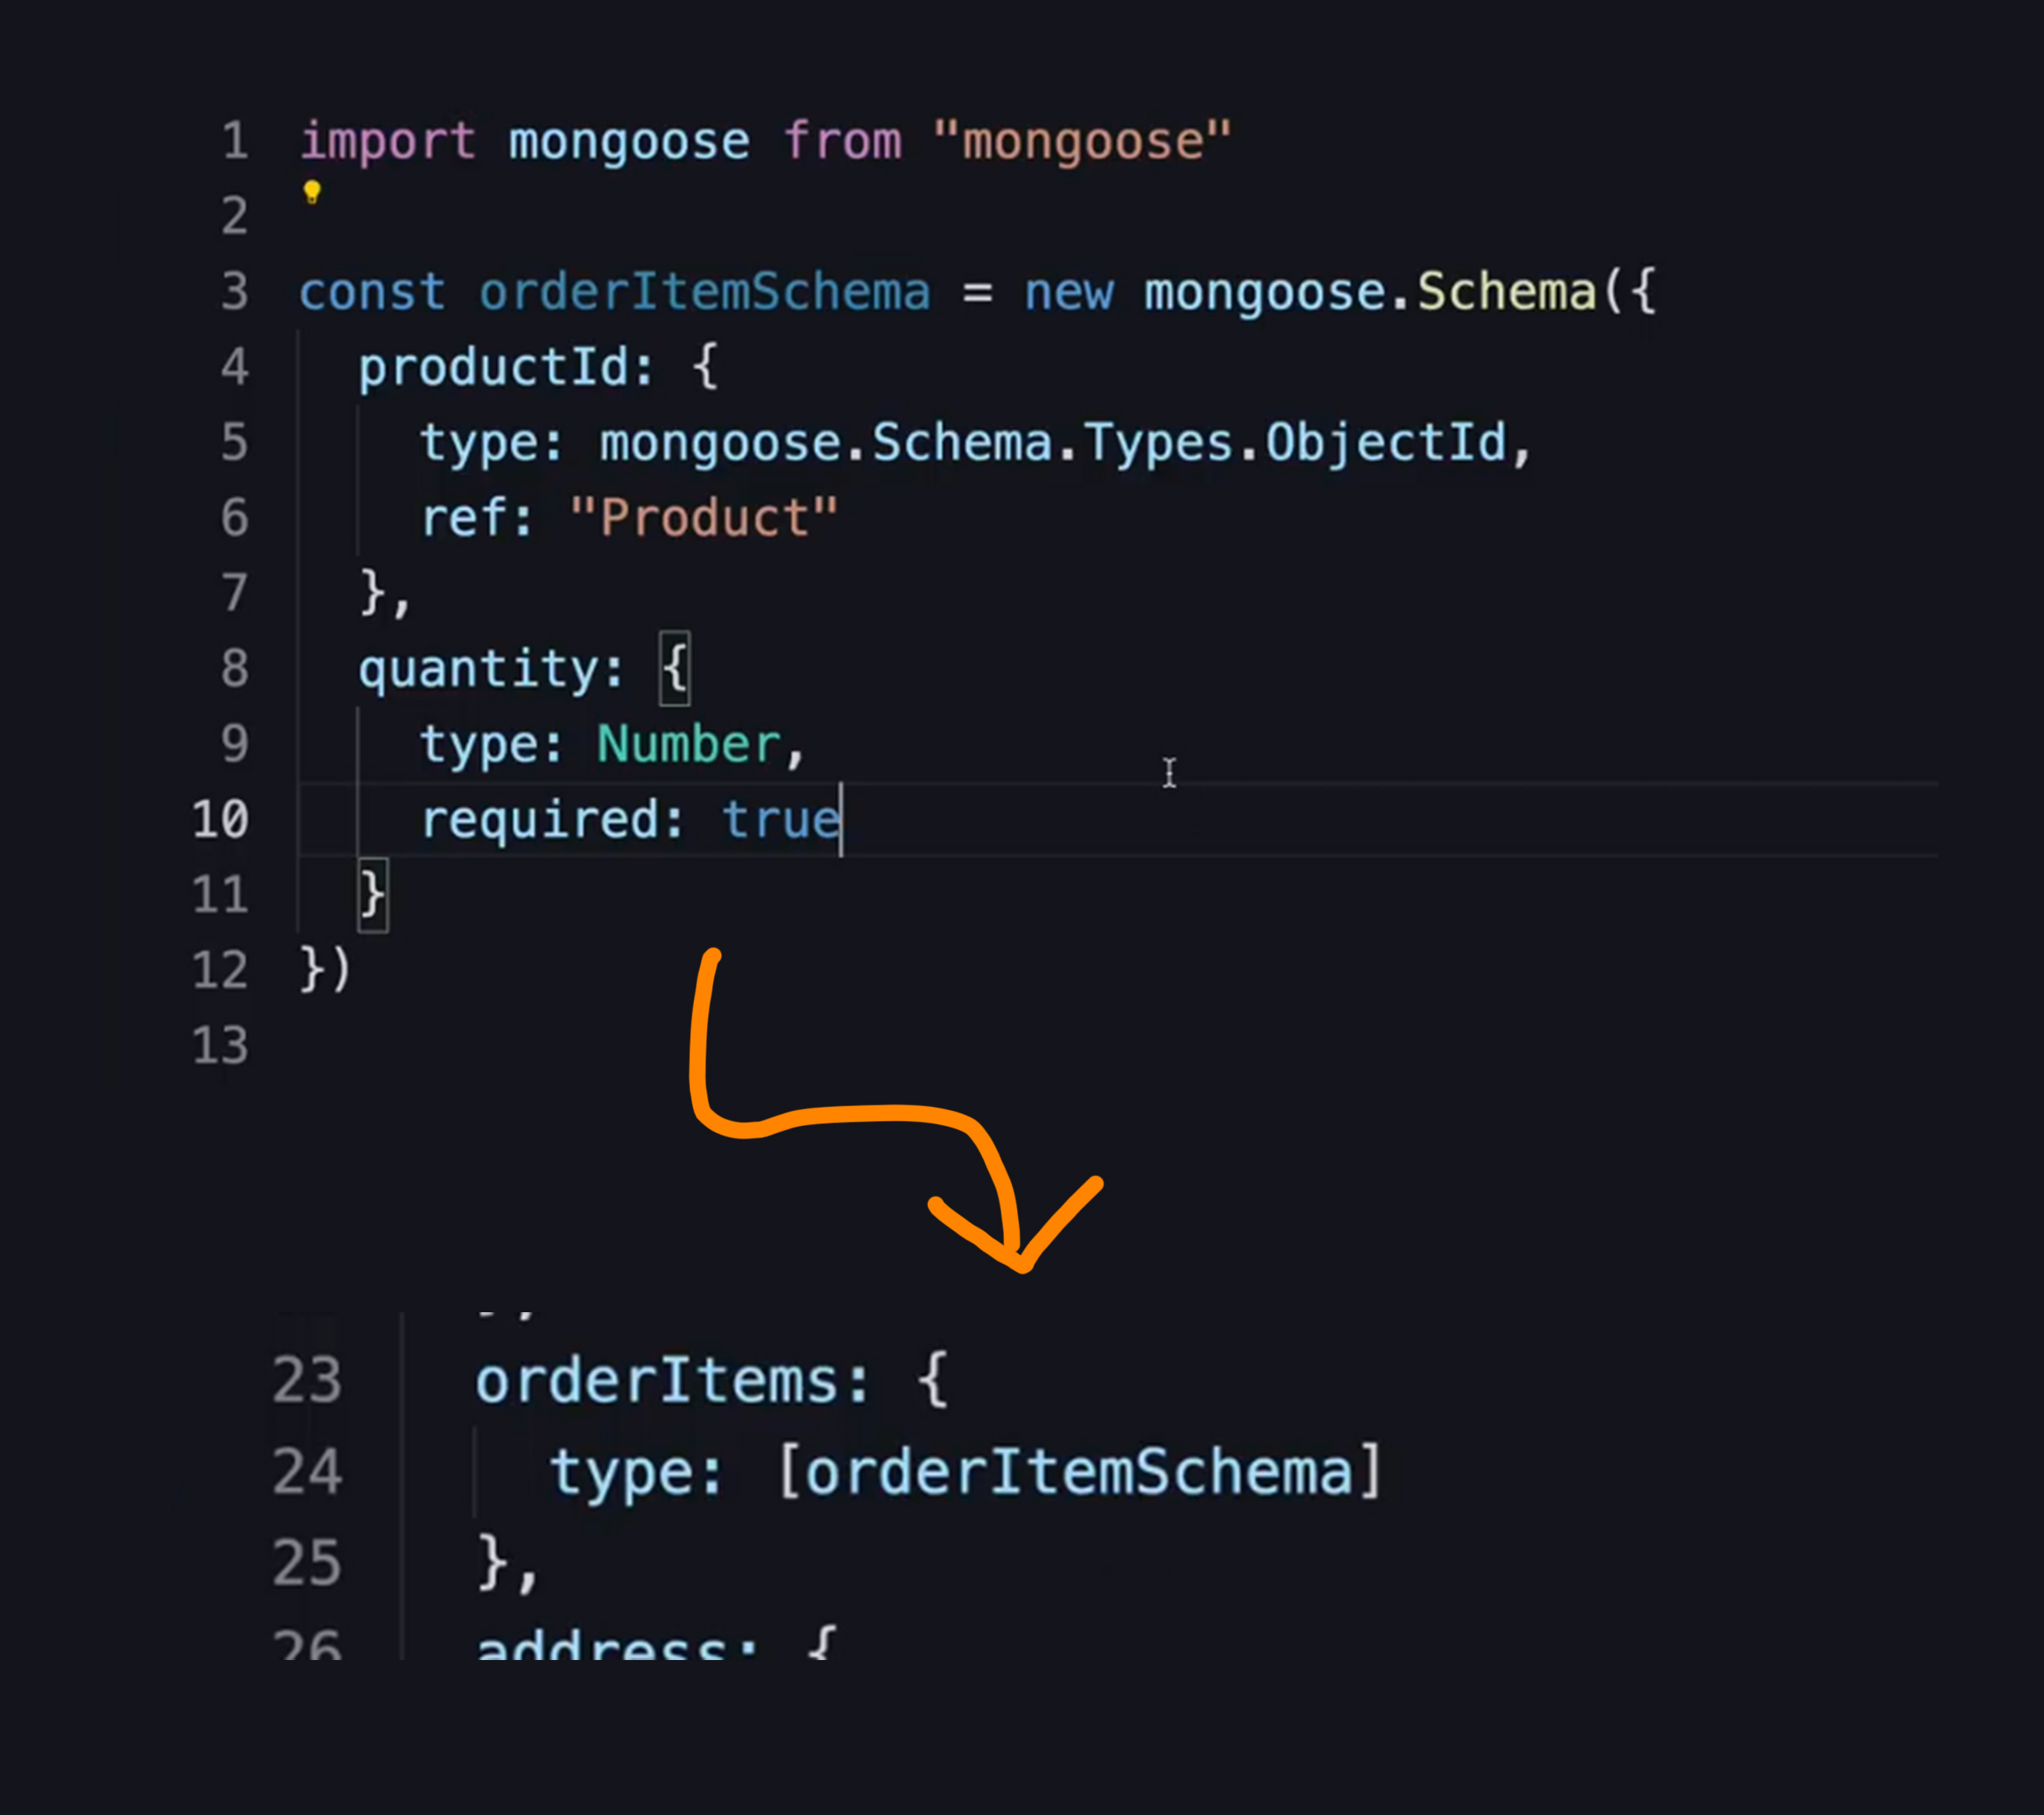 1 import mongoose from "mongoose"
2
3 const orderItemSchema = new mongoose.Schema({
4 productId: {
5 type: mongoose.Schema.Types.ObjectId,
6 ref: "Product"
7 },
8 quantity: {
9 type: Number,
10 required: true
11 }
12 })
13
23 orderItems: {
24 type: [orderItemSchema]
25 },
26 address: {